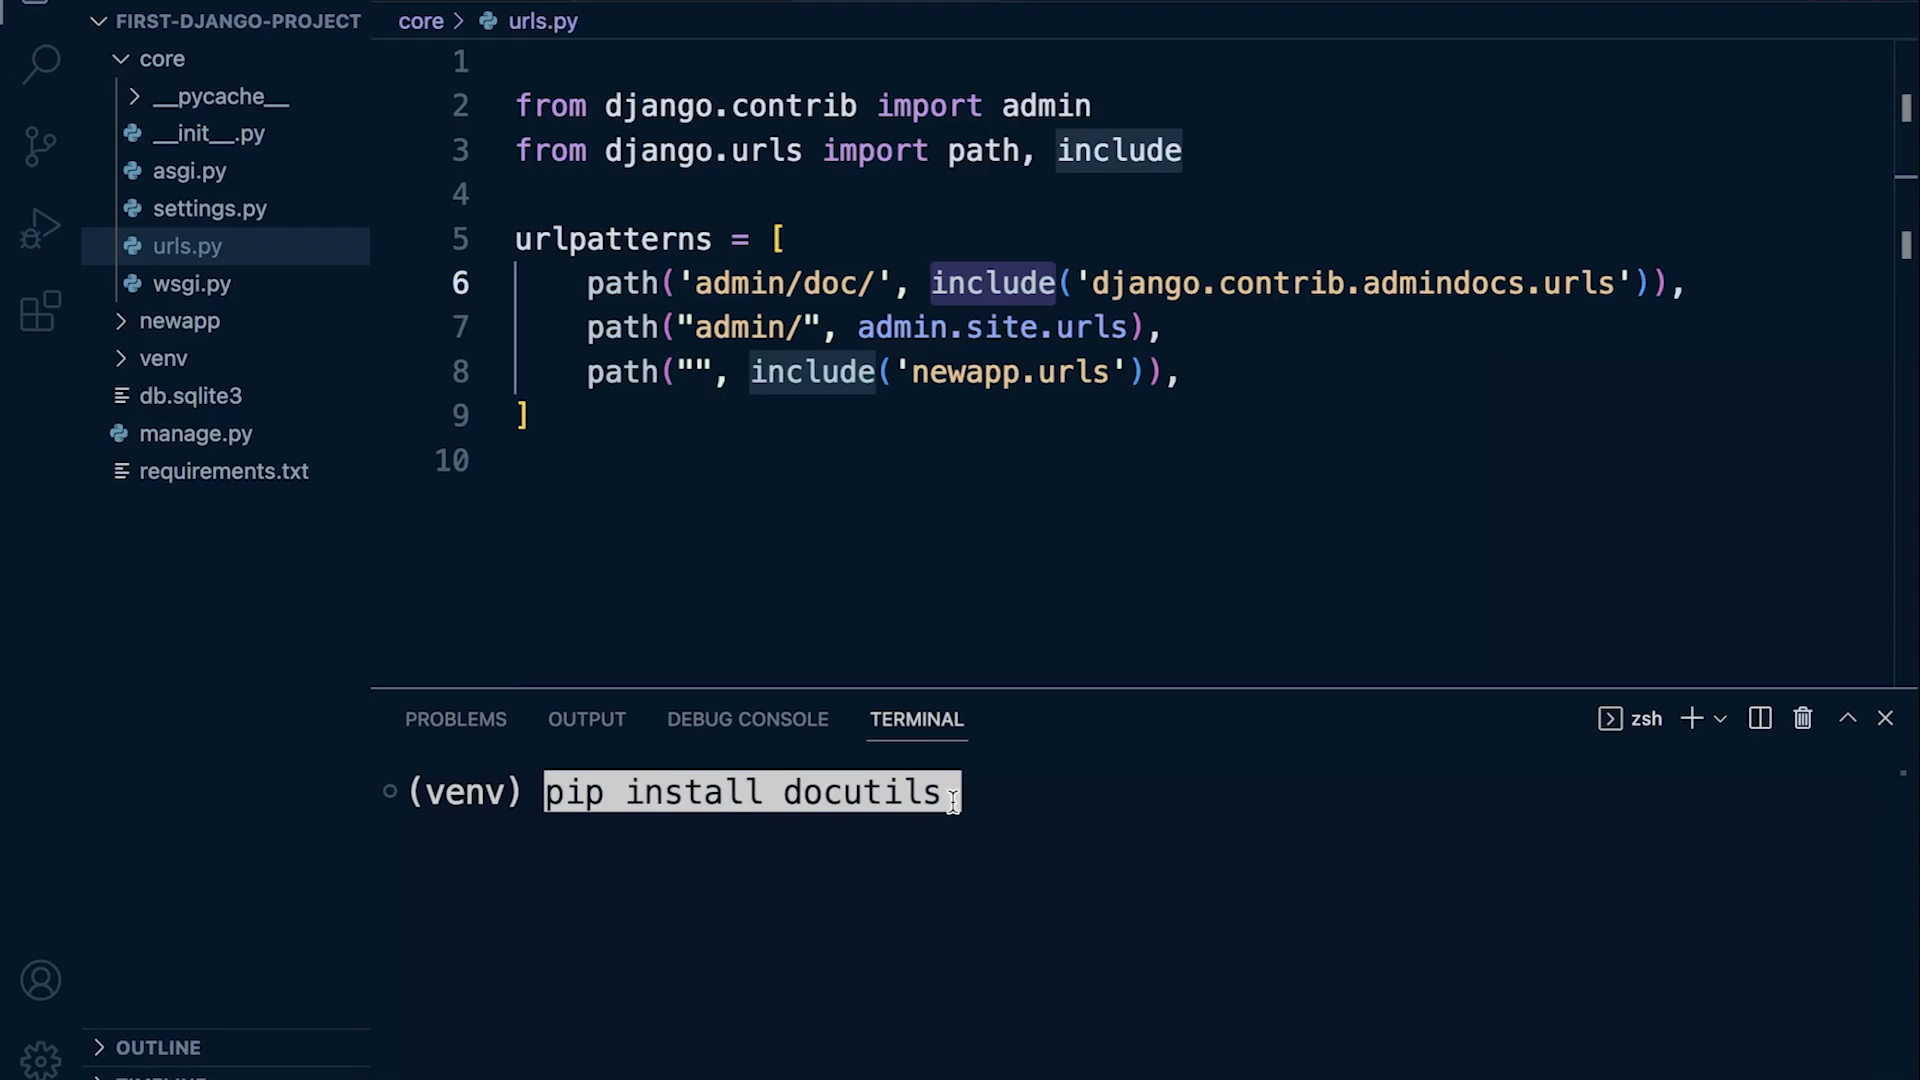 FIRST-DJANGO-PROJECT
core
__pycache__
__init__.py
asgi.py
settings.py
urls.py
wsgi.py
newapp
venv
db.sqlite3
manage.py
requirements.txt
OUTLINE
core > urls.py
1
2 from django.contrib import admin
3 from django.urls import path, include
4
5 urlpatterns = [
6 path('admin/doc/', include('django.contrib.admindocs.urls')),
7 path("admin/", admin.site.urls),
8 path("", include('newapp.urls')),
9 ]
10
PROBLEMS OUTPUT DEBUG CONSOLE TERMINAL zsh
(venv) pip install docutils